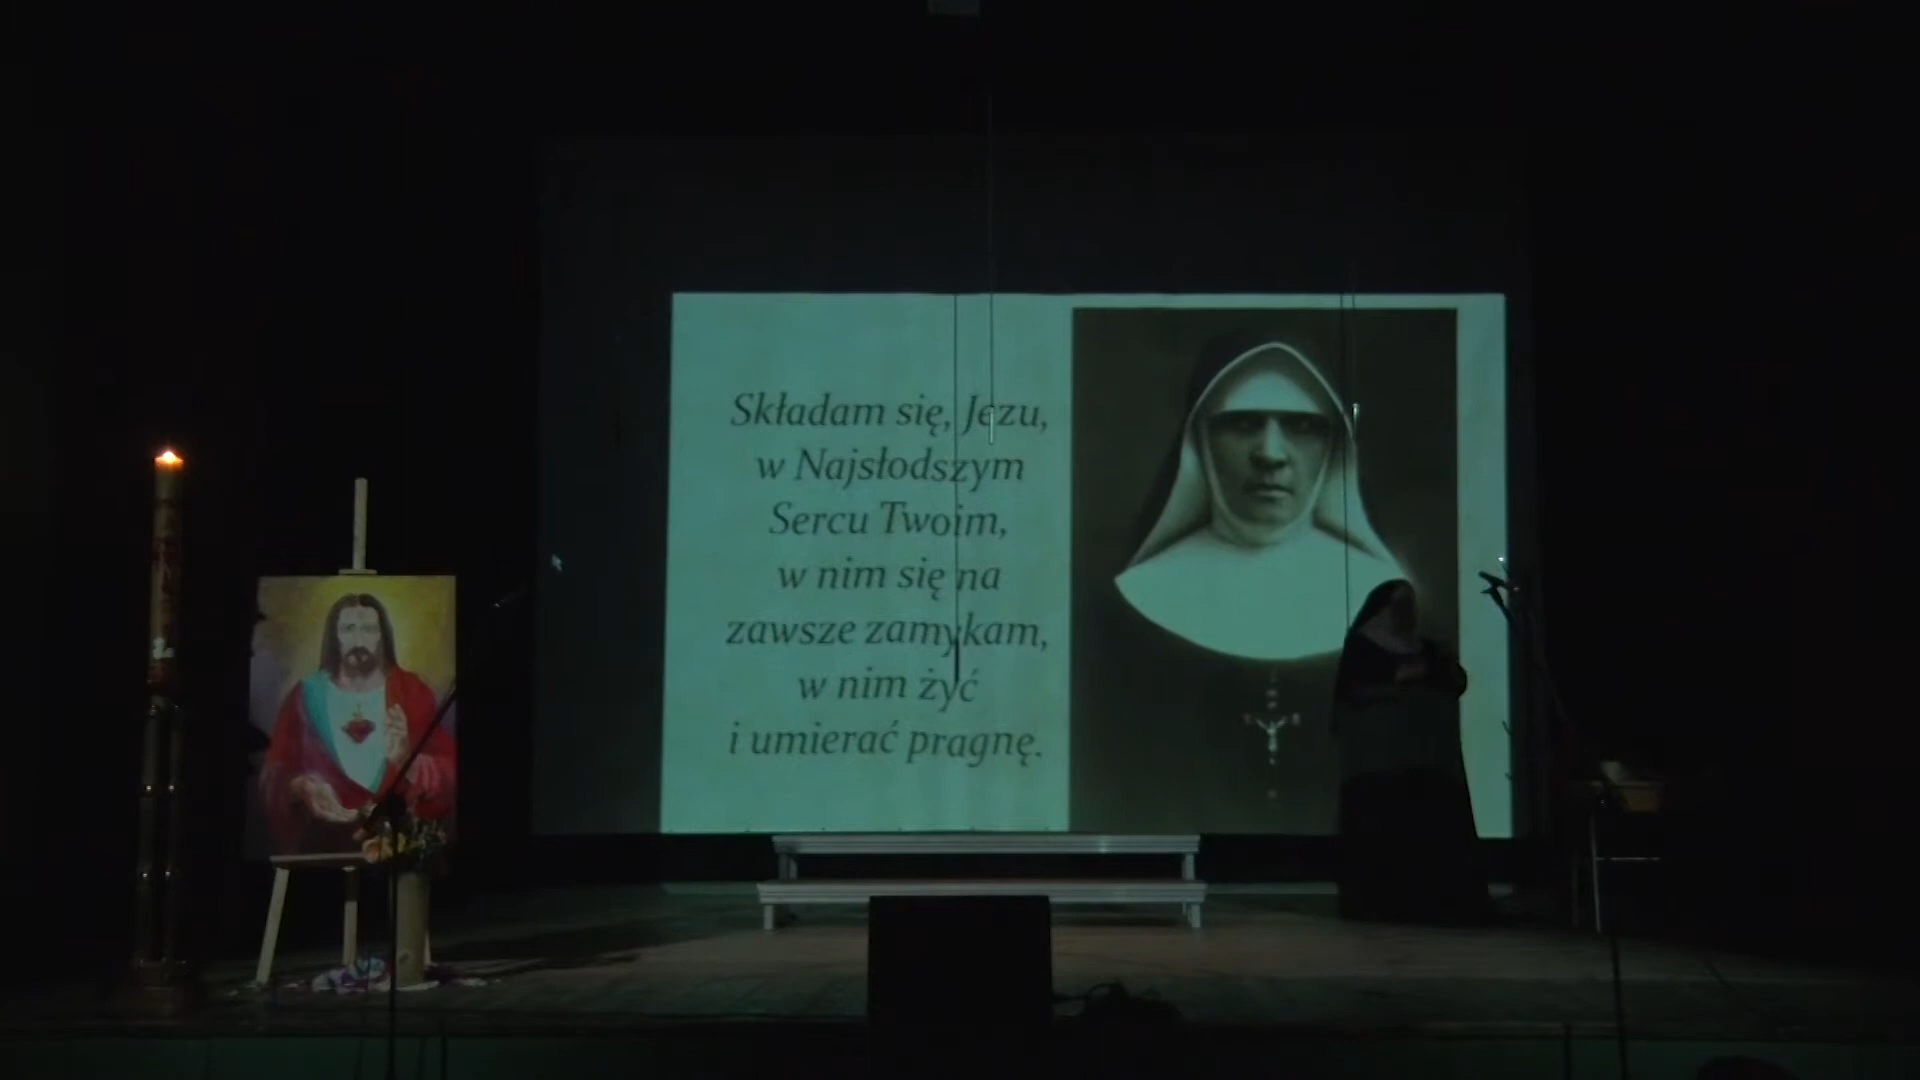 Składam się, Jezu,
w Najsłodszym
Sercu Twoim,
w nim się na
zawsze zamykam,
w nim żyć
i umierać pragnę.